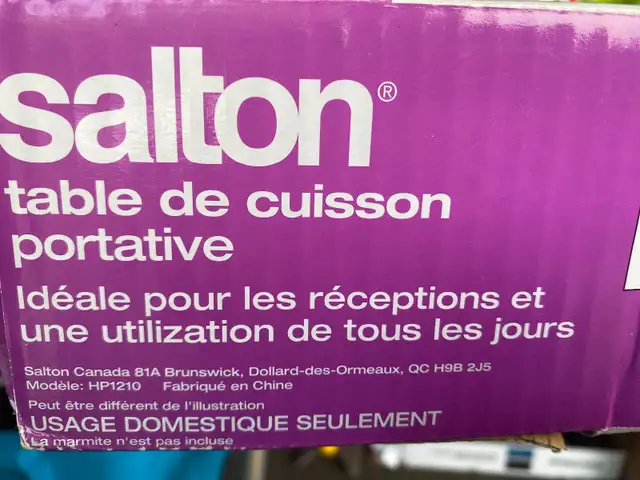 salton®
table de cuisson
portative
Idéale pour les réceptions et
une utilization de tous les jours
Salton Canada 81A Brunswick, Dollard-des-Ormeaux, QC H9B 2J5
Modèle: HP1210 Fabriqué en Chine
Peut être différent de l'illustration
USAGE DOMESTIQUE SEULEMENT
La marmite n'est pas incluse